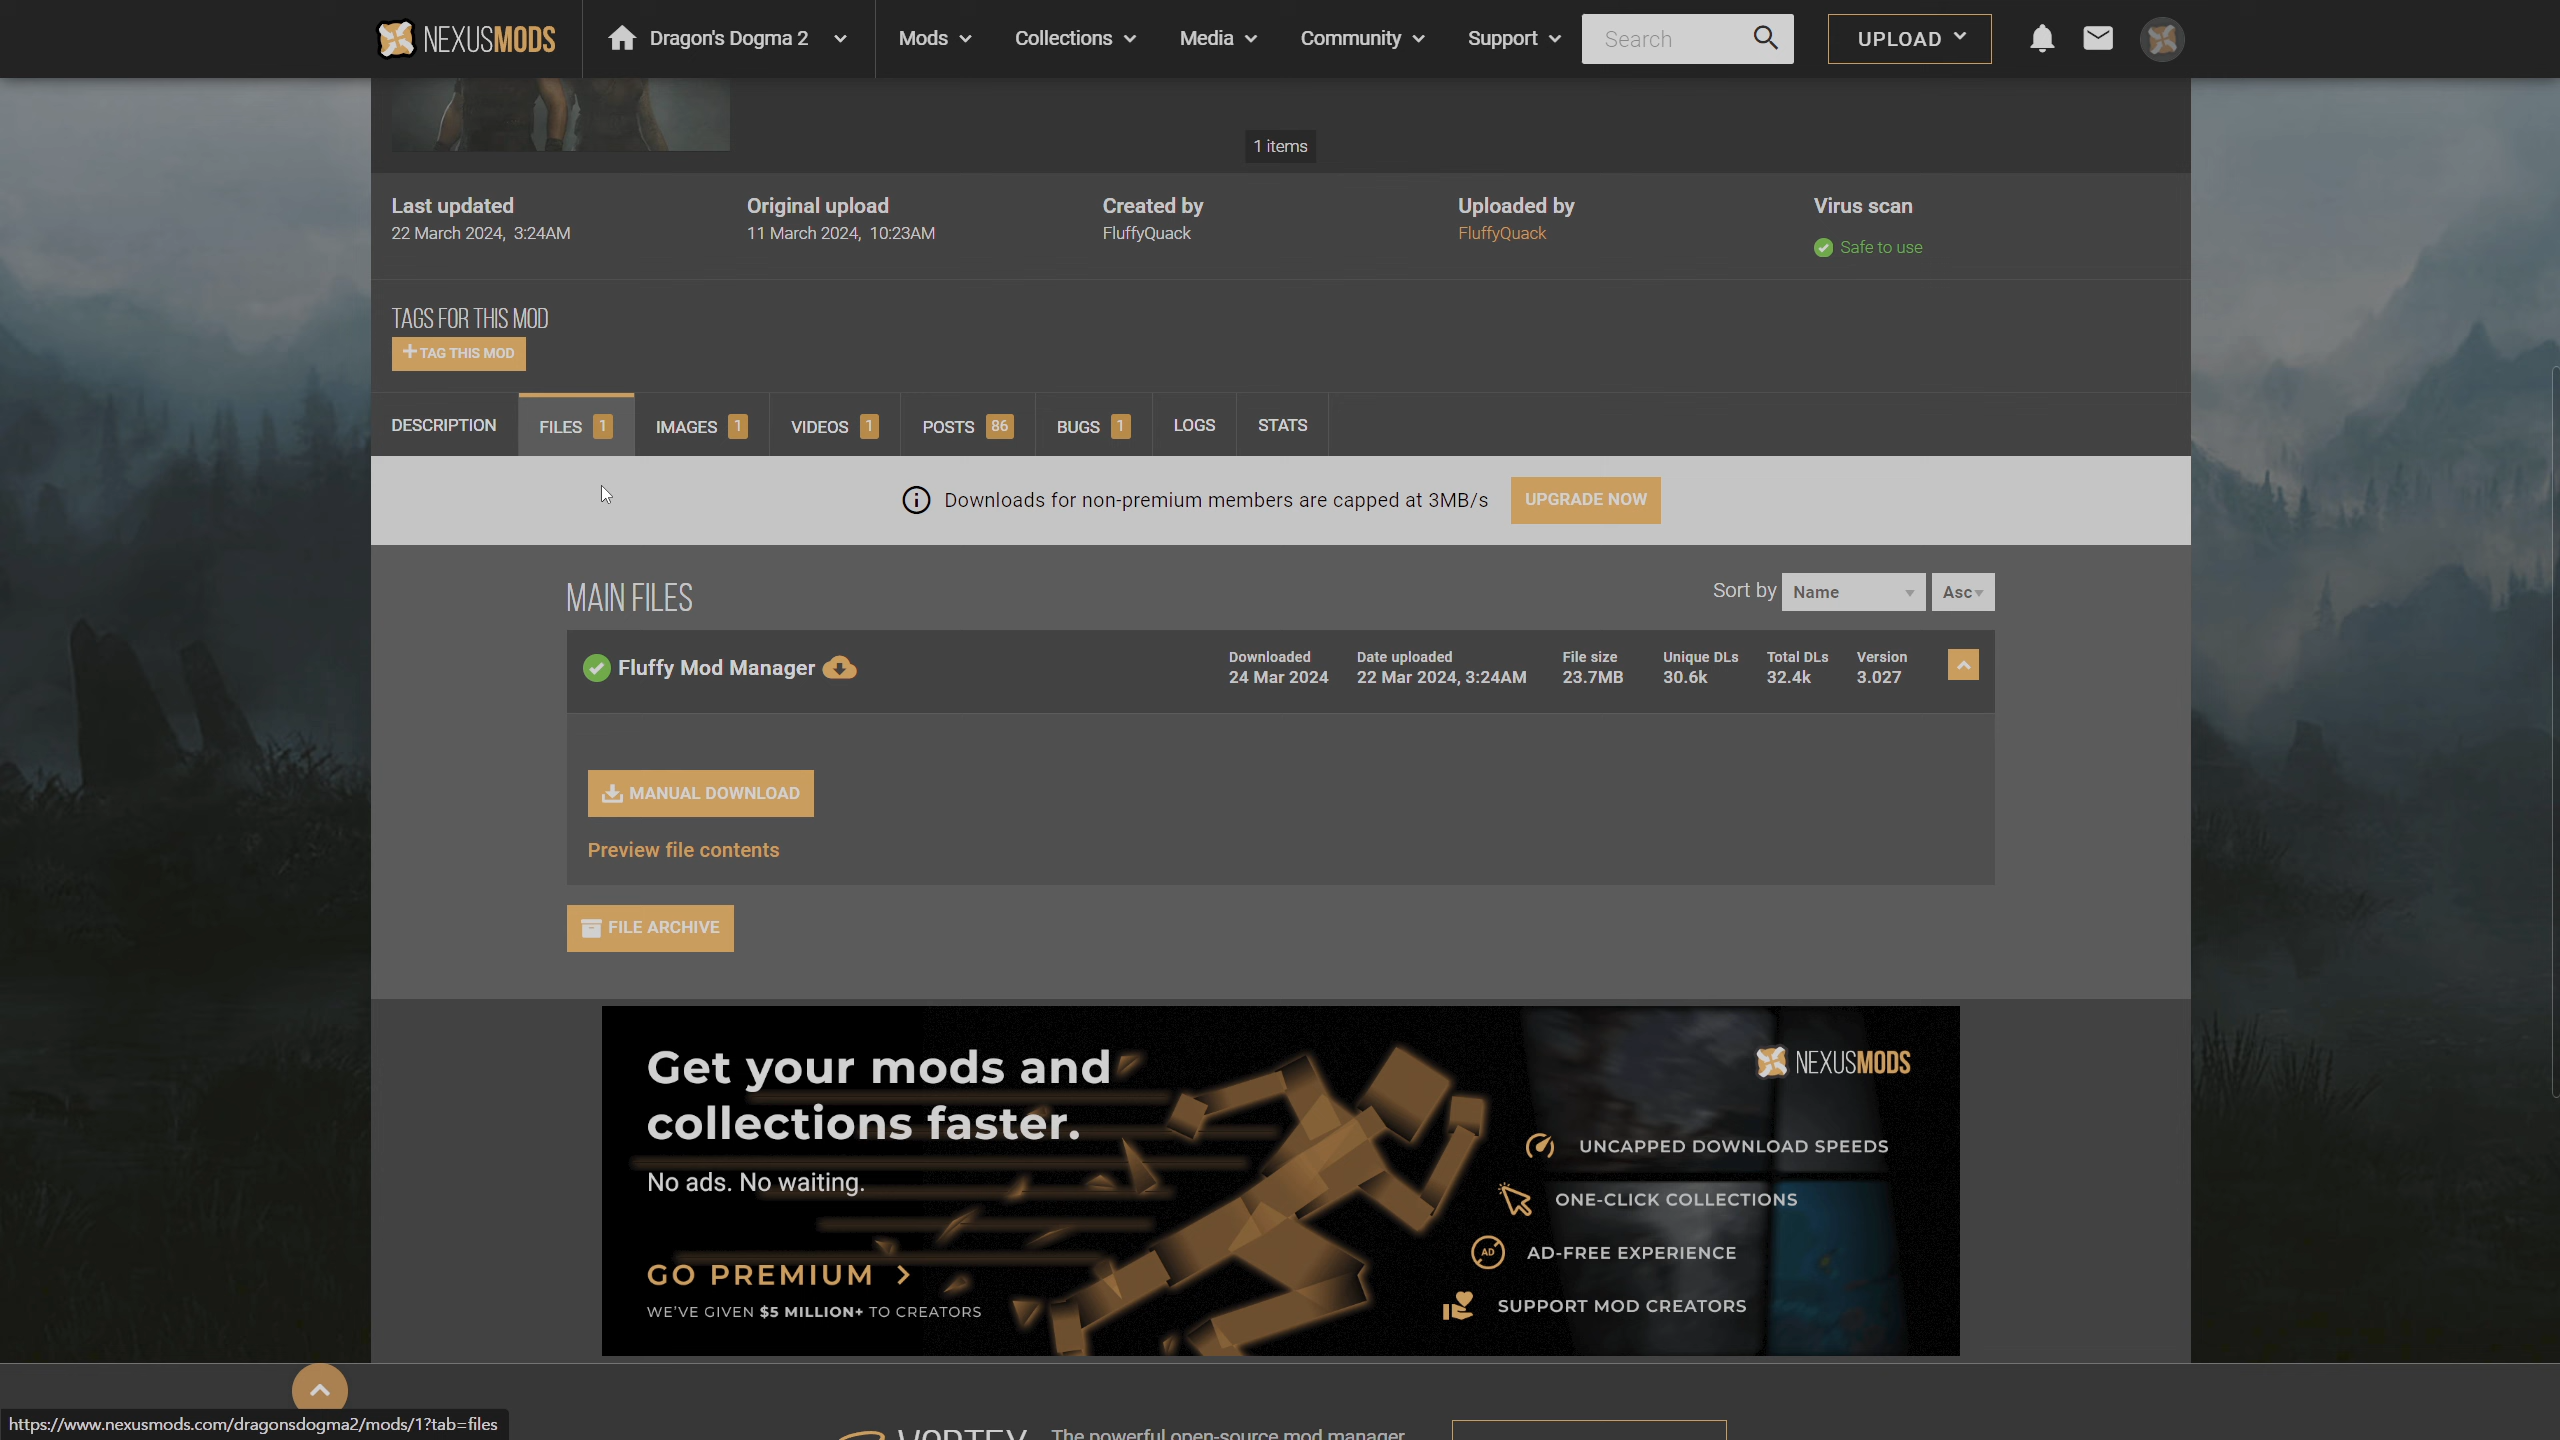 NEXUSMODS
Dragon's Dogma 2
Mods
Collections
Media
Community
Support
Search
UPLOAD
1 items
Last updated
22 March 2024, 3:24AM
Original upload
11 March 2024, 10:23AM
Created by
FluffyQuack
Uploaded by
FluffyQuack
Virus scan
Safe to use
TAGS FOR THIS MOD
TAG THIS MOD
DESCRIPTION
FILES 1
IMAGES 1
VIDEOS 1
POSTS 86
BUGS 1
LOGS
STATS
Downloads for non-premium members are capped at 3MB/s
UPGRADE NOW
MAIN FILES
Sort by Name Asc
Fluffy Mod Manager
Downloaded
24 Mar 2024
Date uploaded
22 Mar 2024, 3:24AM
File size
23.7MB
Unique DLs
30.6k
Total DLs
32.4k
Version
3.027
MANUAL DOWNLOAD
Preview file contents
FILE ARCHIVE
Get your mods and
collections faster.
No ads. No waiting.
GO PREMIUM >
WE'VE GIVEN $5 MILLION+ TO CREATORS
NEXUSMODS
UNCAPPED DOWNLOAD SPEEDS
ONE-CLICK COLLECTIONS
AD
AD-FREE EXPERIENCE
SUPPORT MOD CREATORS
https://www.nexusmods.com/dragonsdogma2/mods/1?tab=files
VORTEX
The powerful open-source mod manager